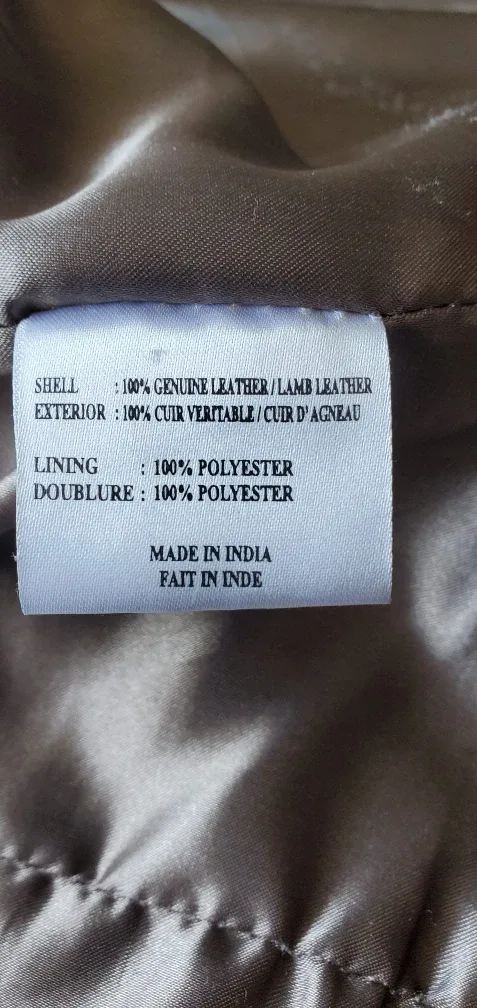 SHELL : 100% GENUINE LEATHER / LAMB LEATHER
EXTERIOR : 100% CUIR VERITABLE / CUIR D' AGNEAU
LINING : 100% POLYESTER
DOUBLURE : 100% POLYESTER
MADE IN INDIA
FAIT IN INDE